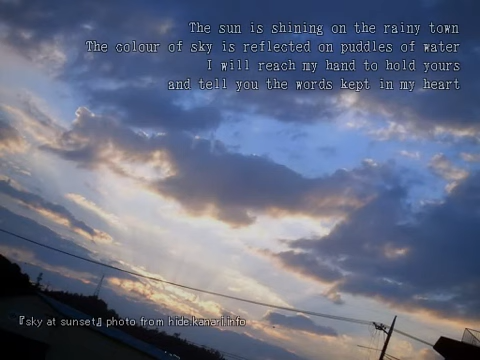 The sun is shining on the rainy town
The colour of sky is reflected on puddles of water
I will reach my hand to hold yours
and tell you the words kept in my heart
『sky at sunset』 photo from hide.kanari.info